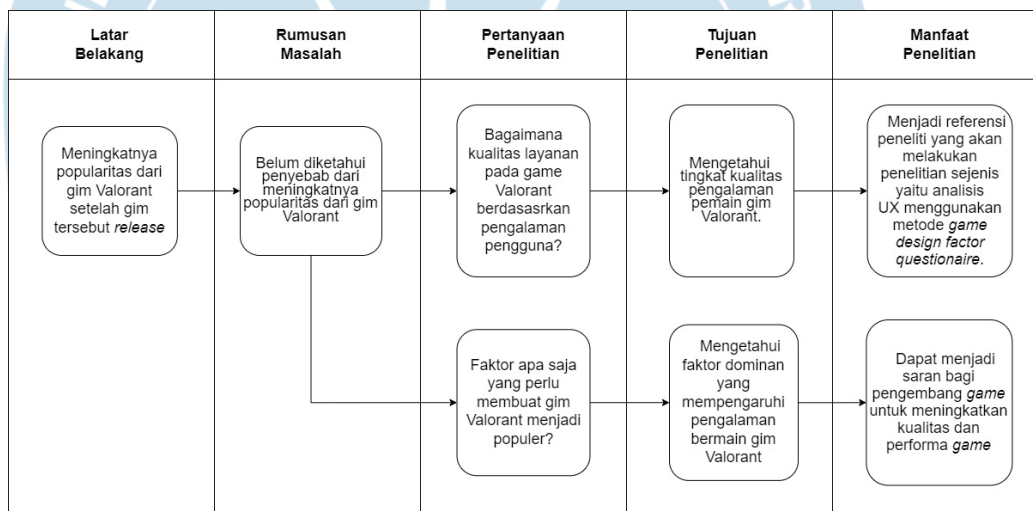 Latar
Belakang
Rumusan
Masalah
Pertanyaan
Penelitian
Tujuan
Penelitian
Manfaat
Penelitian
Meningkatnya
popularitas dari
gim Valorant
setelah gim
tersebut release
Belum diketahui
penyebab dari
meningkatnya
popularitas dari gim
Valorant
Bagaimana
kualitas layanan
pada game
Valorant
berdasasrkan
pengalaman
pengguna?
Mengetahui
tingkat kualitas
pengalaman
pemain gim
Valorant.
Menjadi referensi
peneliti yang akan
melakukan
penelitian sejenis
yaitu analisis
UX menggunakan
metode game
design factor
questionaire.
Faktor apa saja
yang perlu
membuat gim
Valorant menjadi
populer?
Mengetahui
faktor dominan
yang
mempengaruhi
pengalaman
bermain gim
Valorant
Dapat menjadi
saran bagi
pengembang game
untuk meningkatkan
kualitas dan
performa game